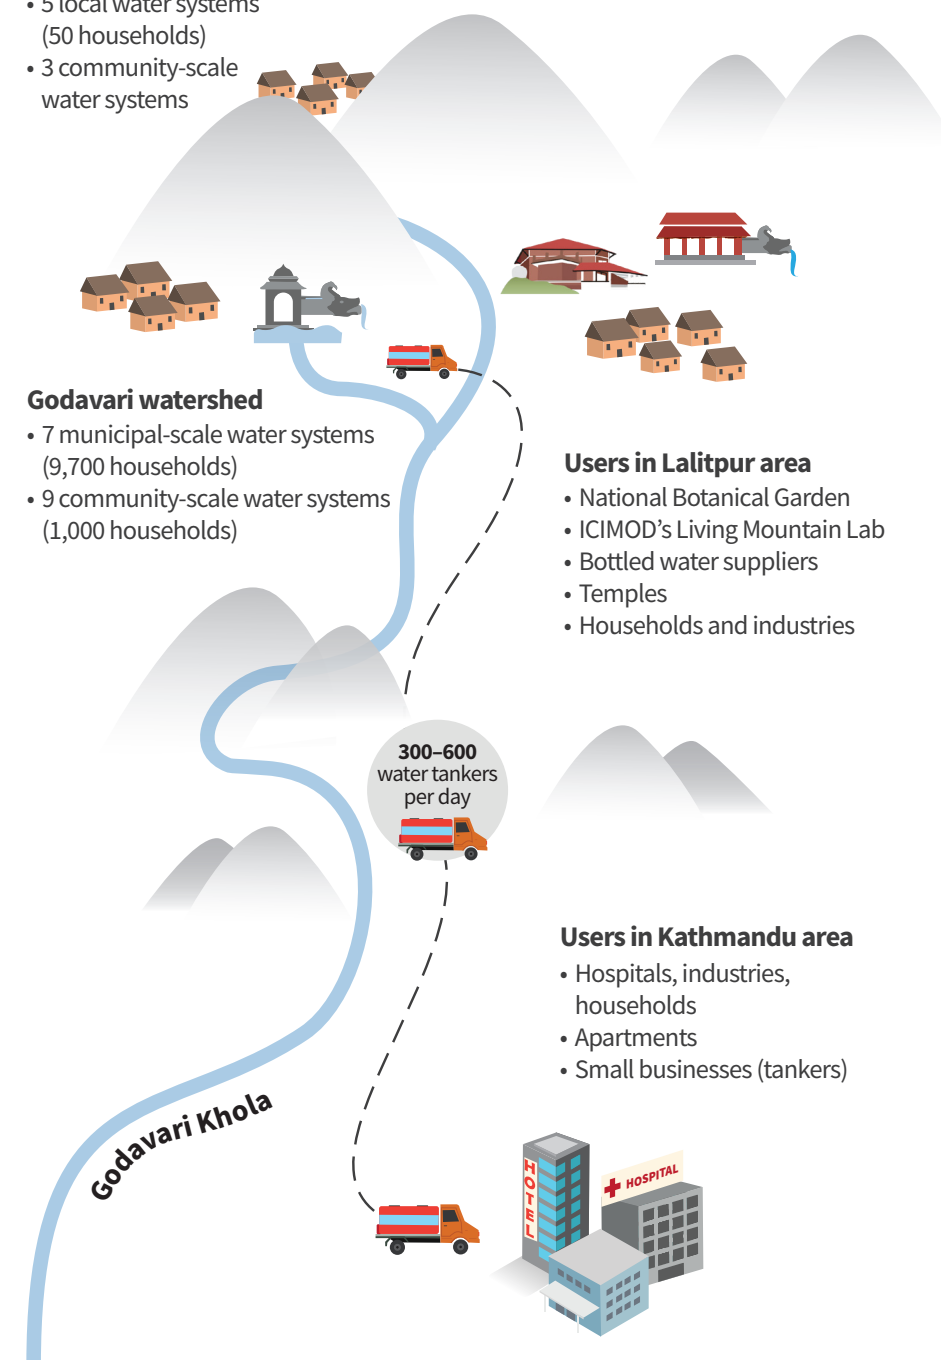 • 5 local water systems
(50 households)
• 3 community-scale
water systems
Godavari watershed
• 7 municipal-scale water systems
(9,700 households)
• 9 community-scale water systems
(1,000 households)
Users in Lalitpur area
• National Botanical Garden
• ICIMOD’s Living Mountain Lab
• Bottled water suppliers
• Temples
• Households and industries
300–600
water tankers
per day
Users in Kathmandu area
• Hospitals, industries,
households
• Apartments
• Small businesses (tankers)
Godavari Khola
HOTEL
HOSPITAL